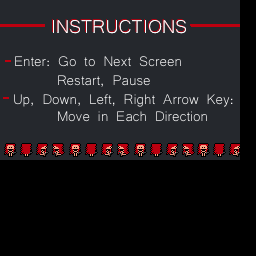 INSTRUCTIONS
-Enter: Go to Next Screen
Restart, Pause
-Up, Down, Left, Right Arrow Key:
Move in Each Direction